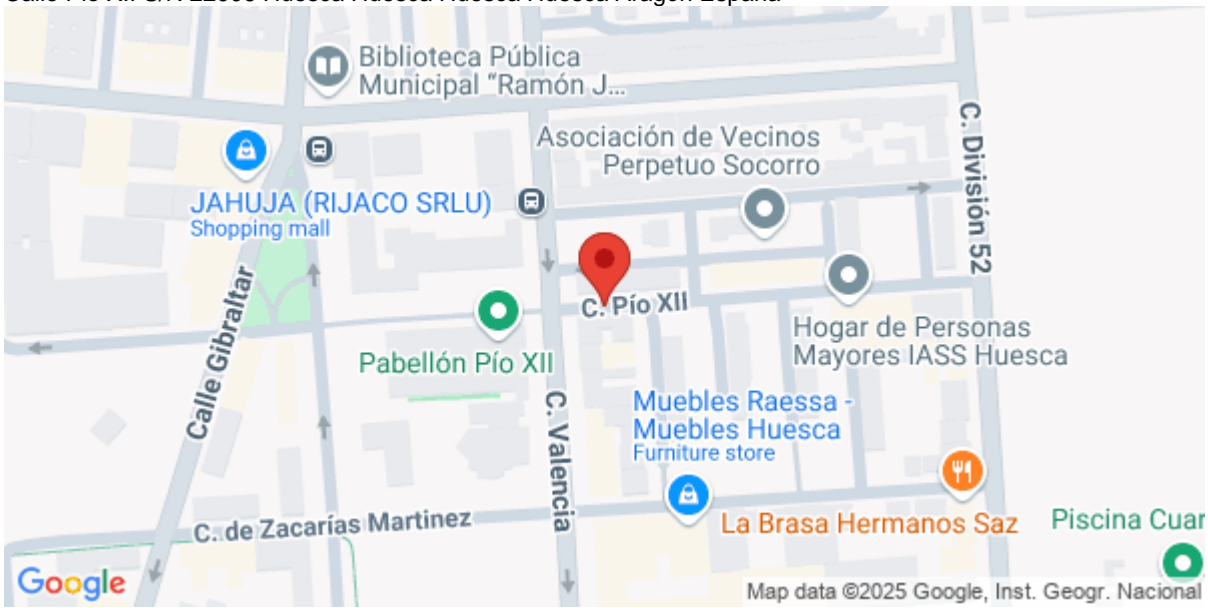 Biblioteca Pública
Municipal “Ramón J...
C. División 52
Asociación de Vecinos
Perpetuo Socorro
JAHUJA (RIJACO SRLU)
Shopping mall
C. Pío XII
Calle Gibraltar
Hogar de Personas
Mayores IASS Huesca
Pabellón Pío XII
C. Valencia
Muebles Raessa -
Muebles Huesca
Furniture store
C. de Zacarías Martinez
La Brasa Hermanos Saz
Piscina Cuar
Google
Map data ©2025 Google, Inst. Geogr. Nacional